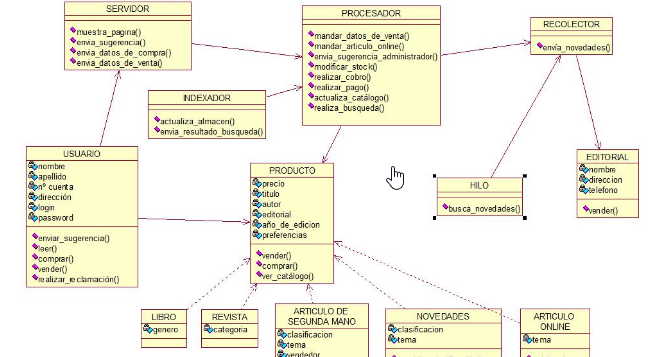 SERVIDOR
muestra_pagina()
envia_sugerencia()
envia_datos_de_compra()
envia_datos_de_venta()
PROCESADOR
mandar_datos_de_venta()
mandar_articulo_online()
envia_sugerencia_administrador()
modificar_stock()
realizar_cobro()
realizar_pago()
actualiza_catálogo()
realiza_busqueda()
RECOLECTOR
envía_novedades()
INDEXADOR
actualiza_almacen()
envia_resultado_busqueda()
USUARIO
nombre
apellido
nº cuenta
dirección
login
password
enviar_sugerencia()
leer()
comprar()
vender()
realizar_reclamación()
PRODUCTO
precio
titulo
autor
editorial
año_de_edicion
preferencias
vender()
comprar()
ver_catálogo()
HILO
busca_novedades()
EDITORIAL
nombre
direccion
telefono
vender()
LIBRO
genero
REVISTA
categoria
ARTICULO DE
SEGUNDA MANO
clasificacion
tema
vendedor
NOVEDADES
clasificacion
tema
ARTICULO
ONLINE
tema